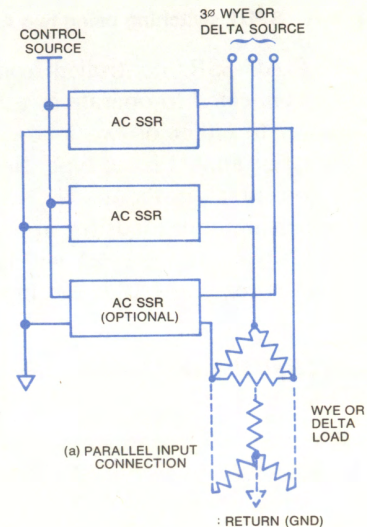 CONTROL
SOURCE
3ø WYE OR
DELTA SOURCE
AC SSR
AC SSR
AC SSR
(OPTIONAL)
WYE OR
DELTA
LOAD
(a) PARALLEL INPUT
CONNECTION
: RETURN (GND)